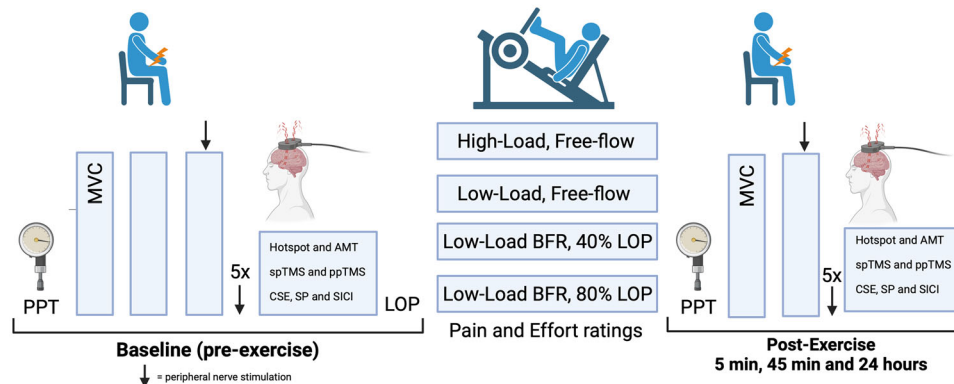 MVC
PPT
5x
Hotspot and AMT
spTMS and ppTMS
CSE, SP and SICI
LOP
Baseline (pre-exercise)
= peripheral nerve stimulation
High-Load, Free-flow
Low-Load, Free-flow
Low-Load BFR, 40% LOP
Low-Load BFR, 80% LOP
Pain and Effort ratings
MVC
PPT
5x
Hotspot and AMT
spTMS and ppTMS
CSE, SP and SICI
Post-Exercise
5 min, 45 min and 24 hours